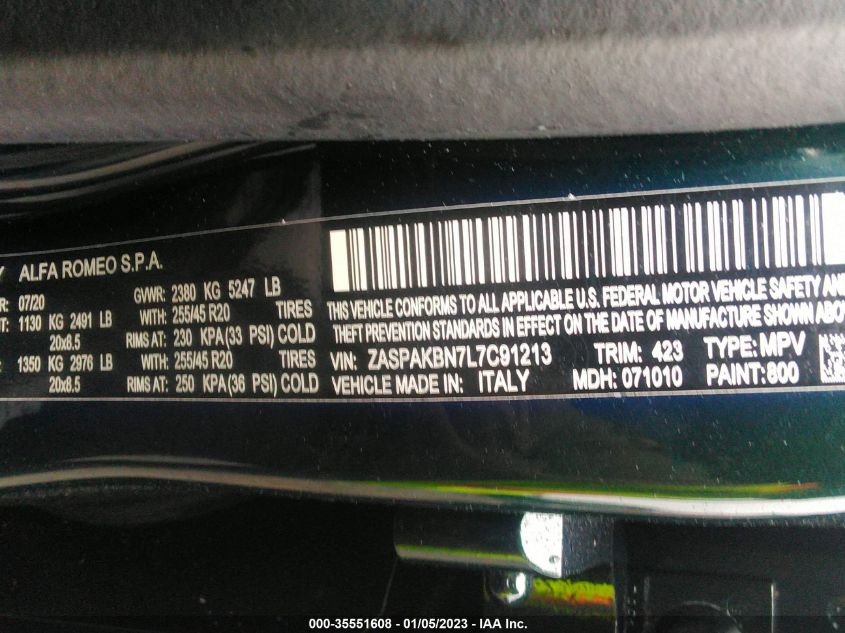 Y ALFA ROMEO S.P.A.
R: 07/20 GVWR: 2380 KG 5247 LB
T: 1130 KG 2491 LB WITH: 255/45 R20 TIRES
20x8.5 RIMS AT: 230 KPA(33 PSI) COLD
: 1350 KG 2976 LB WITH: 255/45 R20 TIRES
20x8.5 RIMS AT: 250 KPA(36 PSI) COLD
THIS VEHICLE CONFORMS TO ALL APPLICABLE U.S. FEDERAL MOTOR VEHICLE SAFETY AND
THEFT PREVENTION STANDARDS IN EFFECT ON THE DATE OF MANUFACTURE SHOWN ABOV
VIN: ZASPAKBN7L7C91213 TRIM: 423 TYPE: MPV
VEHICLE MADE IN: ITALY MDH: 071010 PAINT:800
000-35551608 - 01/05/2023 - IAA Inc.